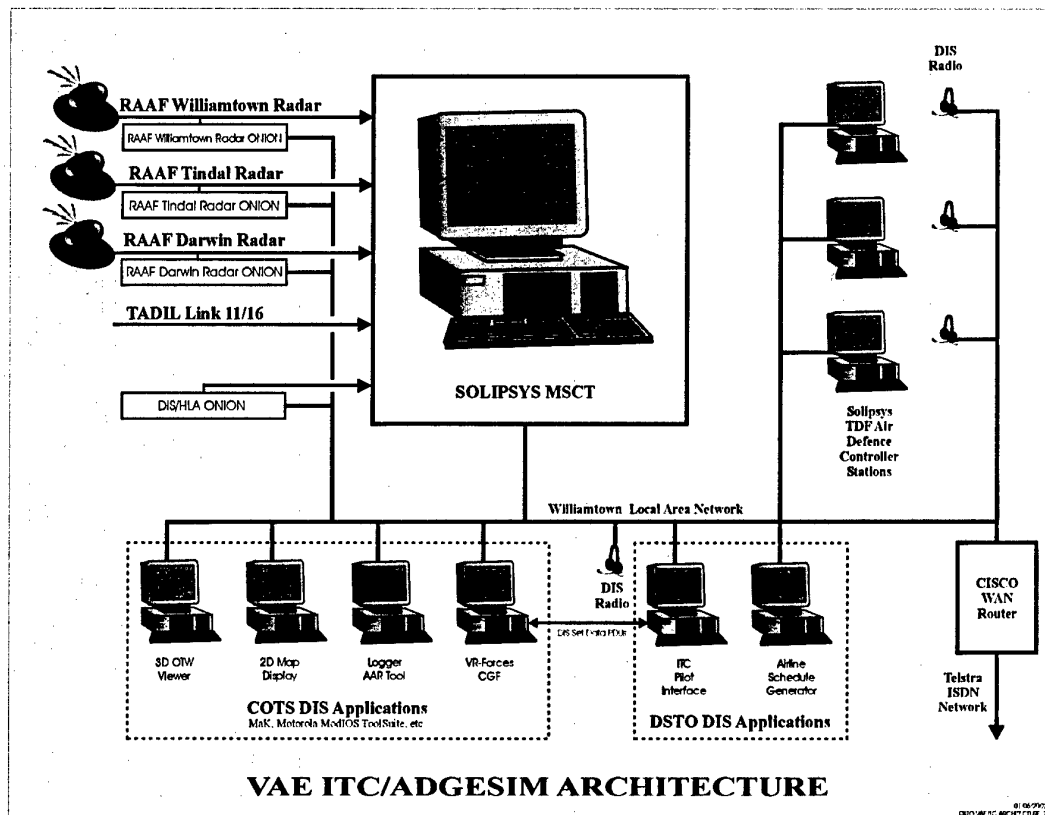 DIS
Radio
RAAF Williamtown Radar
RAAF Williamtown Radar ONION
RAAF Tindal Radar
RAAF Tindal Radar ONION
RAAF Darwin Radar
RAAF Darwin Radar ONION
TADIL Link 11/16
DIS/HLA ONION
SOLIPSYS MSCT
Solipsys
TDF Air
Defence
Controller
Stations
Williamtown Local Area Network
DIS
Radio
DIS Set Data PDUs
CISCO
WAN
Router
3D OTW
Viewer
2D Map
Display
Logger
AAR Tool
VR-Forces
CGF
ITC
Pilot
Interface
Airline
Schedule
Generator
COTS DIS Applications
MaK, Motorola ModIOS ToolSuite, etc
DSTO DIS Applications
Telstra
ISDN
Network
VAE ITC/ADGESIM ARCHITECTURE